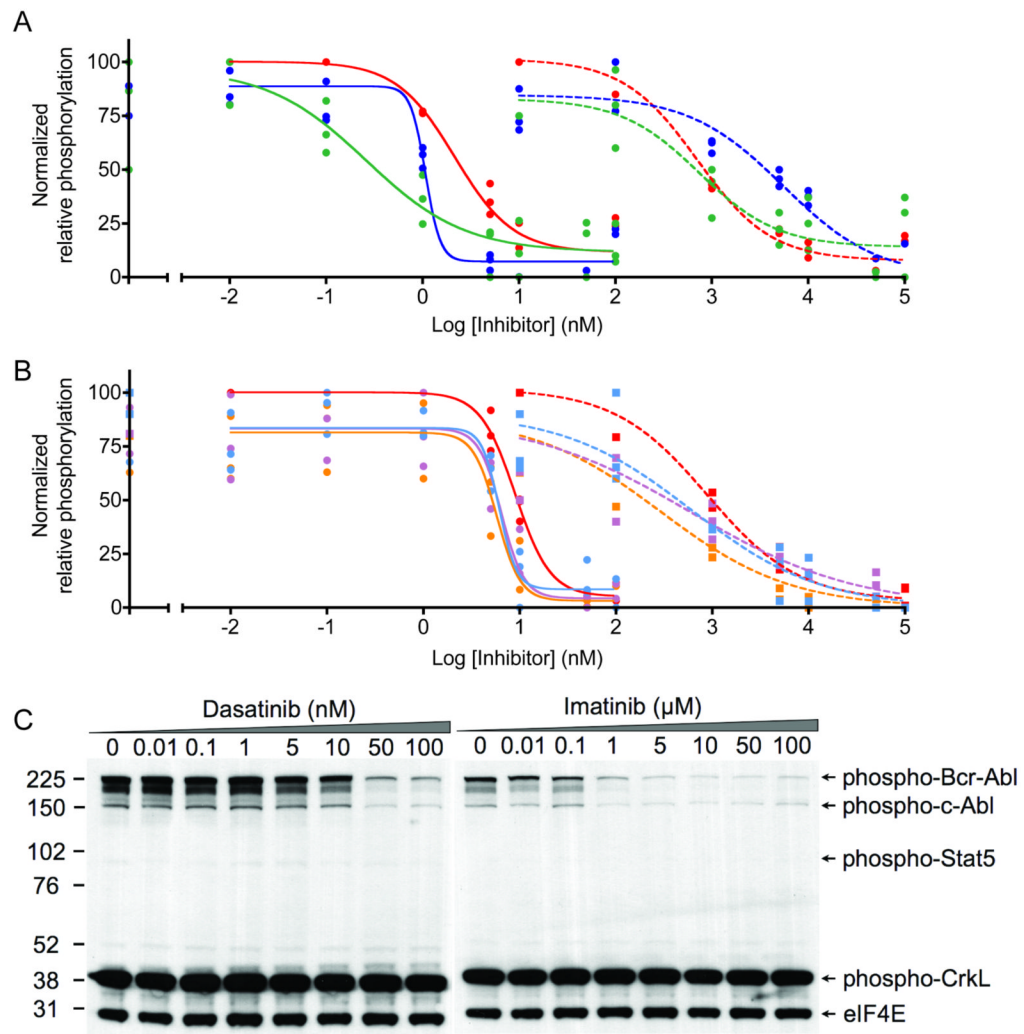 A
Normalized
relative phosphorylation
100
75
50
25
0
-2 -1 0 1 2 3 4 5
Log [Inhibitor] (nM)
B
Normalized
relative phosphorylation
100
75
50
25
0
-2 -1 0 1 2 3 4 5
Log [Inhibitor] (nM)
C
Dasatinib (nM) Imatinib (μM)
0 0.01 0.1 1 5 10 50 100 0 0.01 0.1 1 5 10 50 100
225 phospho-Bcr-Abl
150 phospho-c-Abl
102 phospho-Stat5
76
52
38 phospho-CrkL
31 eIF4E